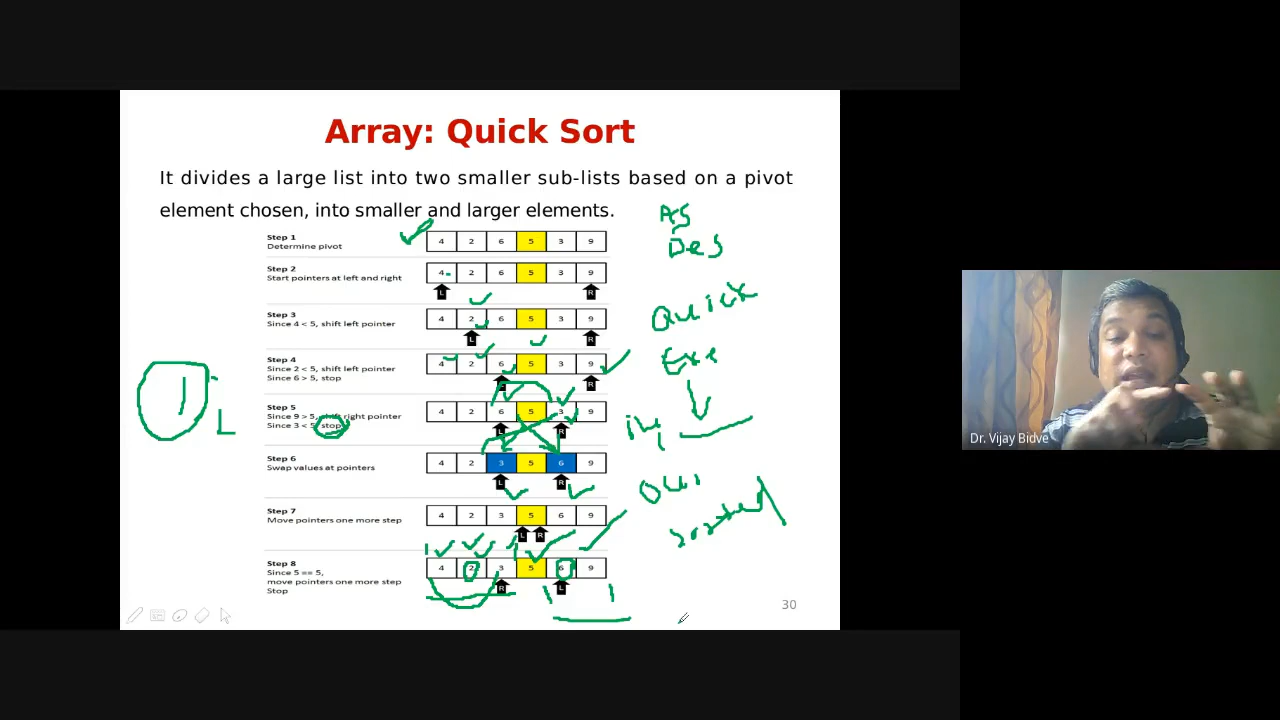 Array: Quick Sort
It divides a large list into two smaller sub-lists based on a pivot
element chosen, into smaller and larger elements.
AS
Des
Step 1
Determine pivot
4 2 6 5 3 9
Step 2
Start pointers at left and right
4 2 6 5 3 9
L R
Quick
Step 3
Since 4 < 5, shift left pointer
4 2 6 5 3 9
L R
Step 4
Since 2 < 5, shift left pointer
Since 6 > 5, stop
4 2 6 5 3 9
R
Exe
Step 5
Since 9 > 5, shift right pointer
Since 3 < 5, stop
4 2 6 5 3 9
L R
L
Step 6
Swap values at pointers
4 2 3 5 6 9
L R
Qui
sorted
Step 7
Move pointers one more step
4 2 3 5 6 9
L R
Step 8
Since 5 == 5,
move pointers one more step
Stop
4 2 3 5 6 9
R L
30
Dr. Vijay Bidve